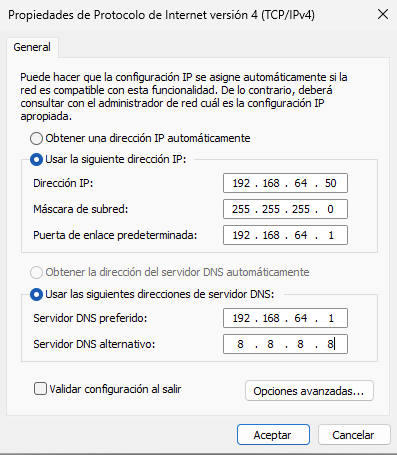 Propiedades de Protocolo de Internet versión 4 (TCP/IPv4)
General
Puede hacer que la configuración IP se asigne automáticamente si la
red es compatible con esta funcionalidad. De lo contrario, deberá
consultar con el administrador de red cuál es la configuración IP
apropiada.
Obtener una dirección IP automáticamente
Usar la siguiente dirección IP:
Dirección IP: 192 . 168 . 64 . 50
Máscara de subred: 255 . 255 . 255 . 0
Puerta de enlace predeterminada: 192 . 168 . 64 . 1
Obtener la dirección del servidor DNS automáticamente
Usar las siguientes direcciones de servidor DNS:
Servidor DNS preferido: 192 . 168 . 64 . 1
Servidor DNS alternativo: 8 . 8 . 8 . 8
Validar configuración al salir
Opciones avanzadas...
Aceptar Cancelar